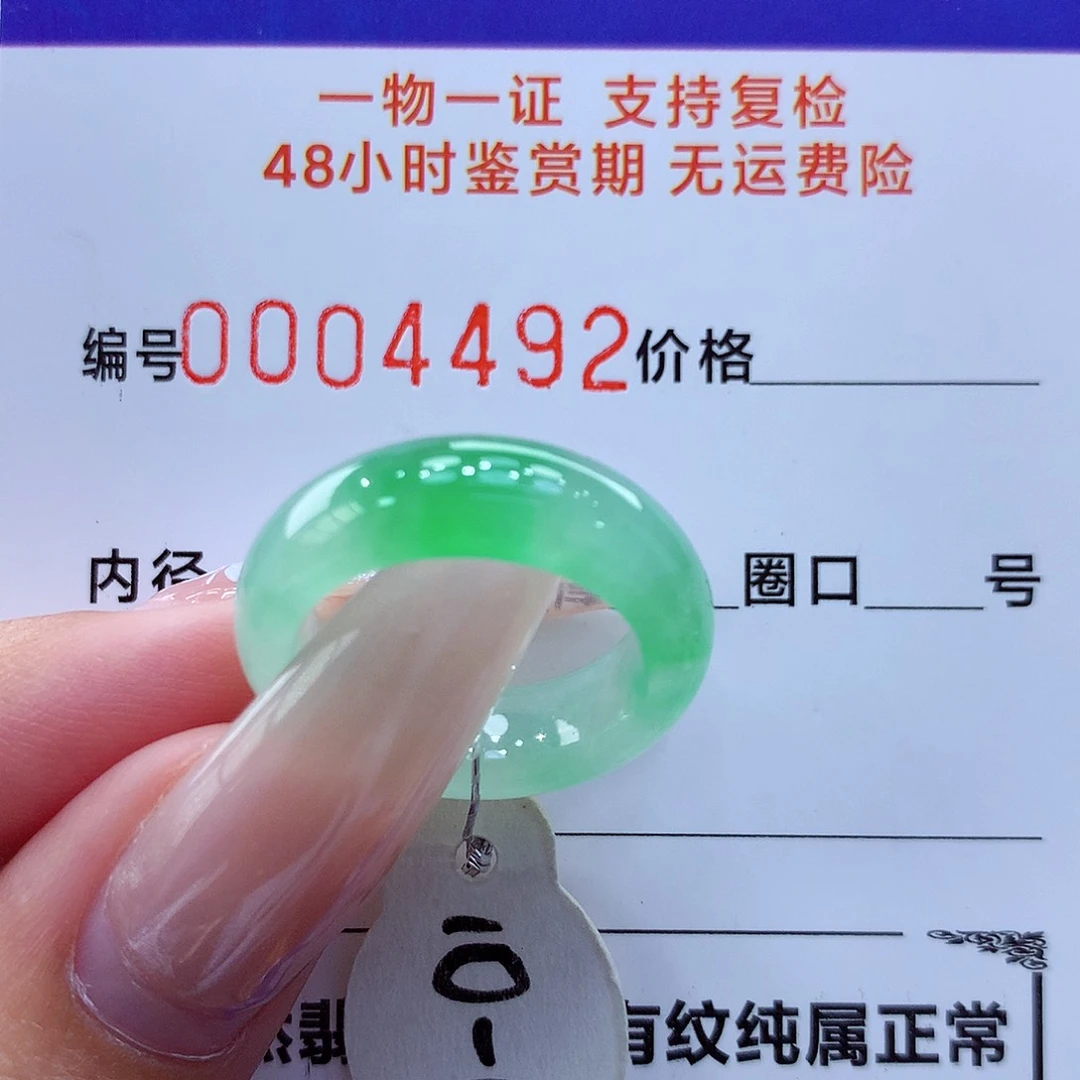 一物一证 支持复检
48小时鉴赏期 无运费险
编号0004492价格
内径 圈口 号
有纹纯属正常